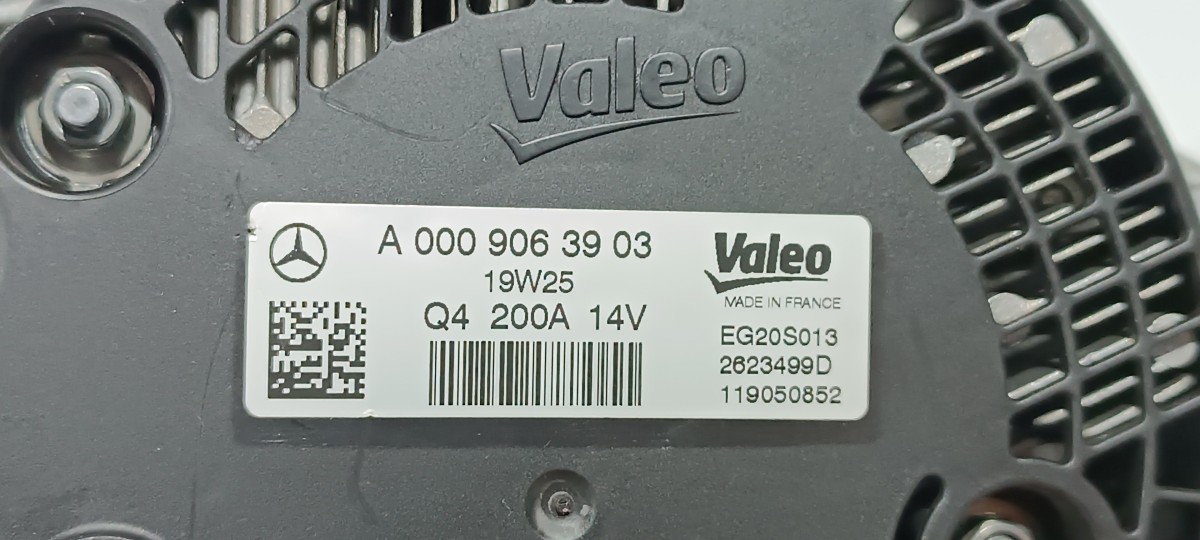 Valeo
A 000 906 39 03
19W25
Q4 200A 14V
Valeo
MADE IN FRANCE
EG20S013
2623499D
119050852